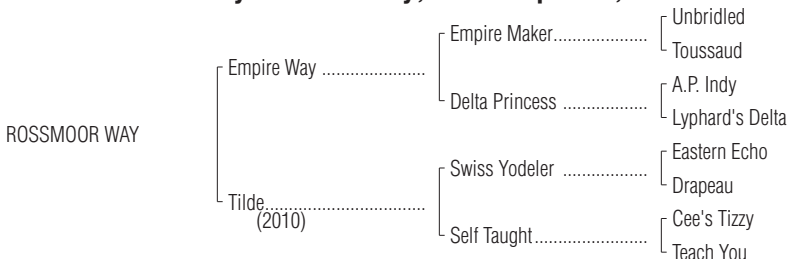 Unbridled
Empire Maker....................
Toussaud
Empire Way ......................
A.P. Indy
Delta Princess ..................
Lyphard's Delta
ROSSMOOR WAY
Eastern Echo
Swiss Yodeler ..................
Drapeau
Tilde..................................
(2010)
Cee's Tizzy
Self Taught........................
Teach You